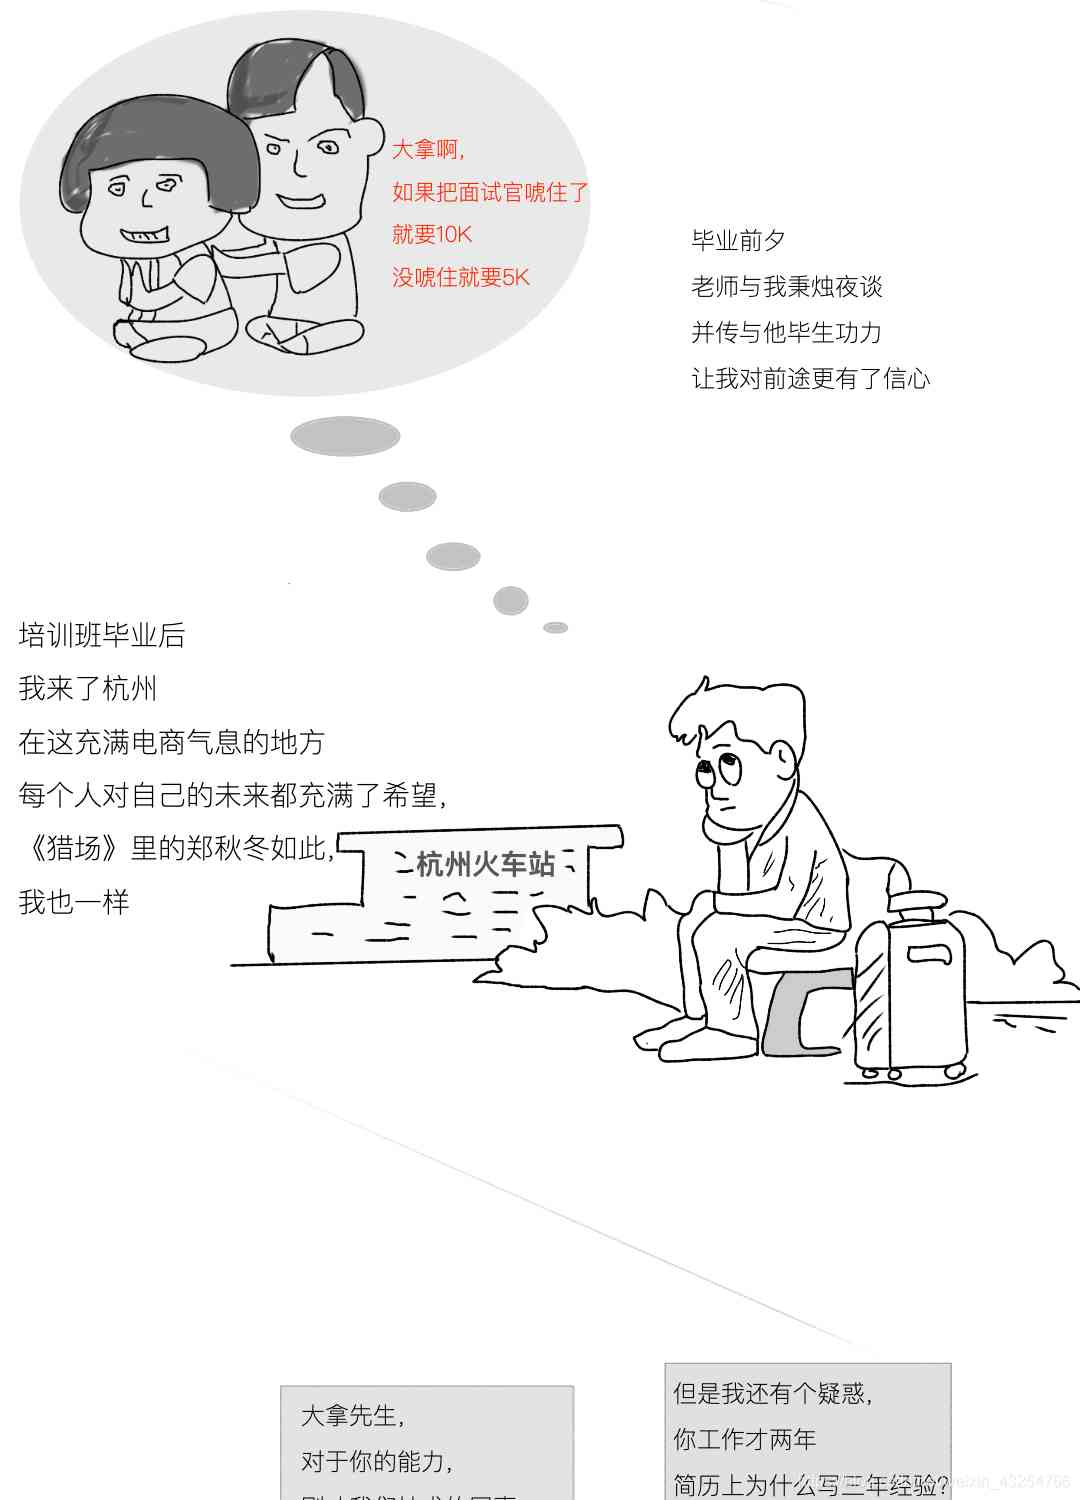 大拿啊,
如果把面试官唬住了
就要10K
没唬住就要5K
毕业前夕
老师与我秉烛夜谈
并传与他毕生功力
让我对前途更有了信心
培训班毕业后
我来了杭州
在这充满电商气息的地方
每个人对自己的未来都充满了希望,
《猎场》里的郑秋冬如此,
我也一样
杭州火车站
大拿先生,
对于你的能力,
但是我还有个疑惑,
你工作才两年
简历上为什么写三年经验?
weixin_43254766